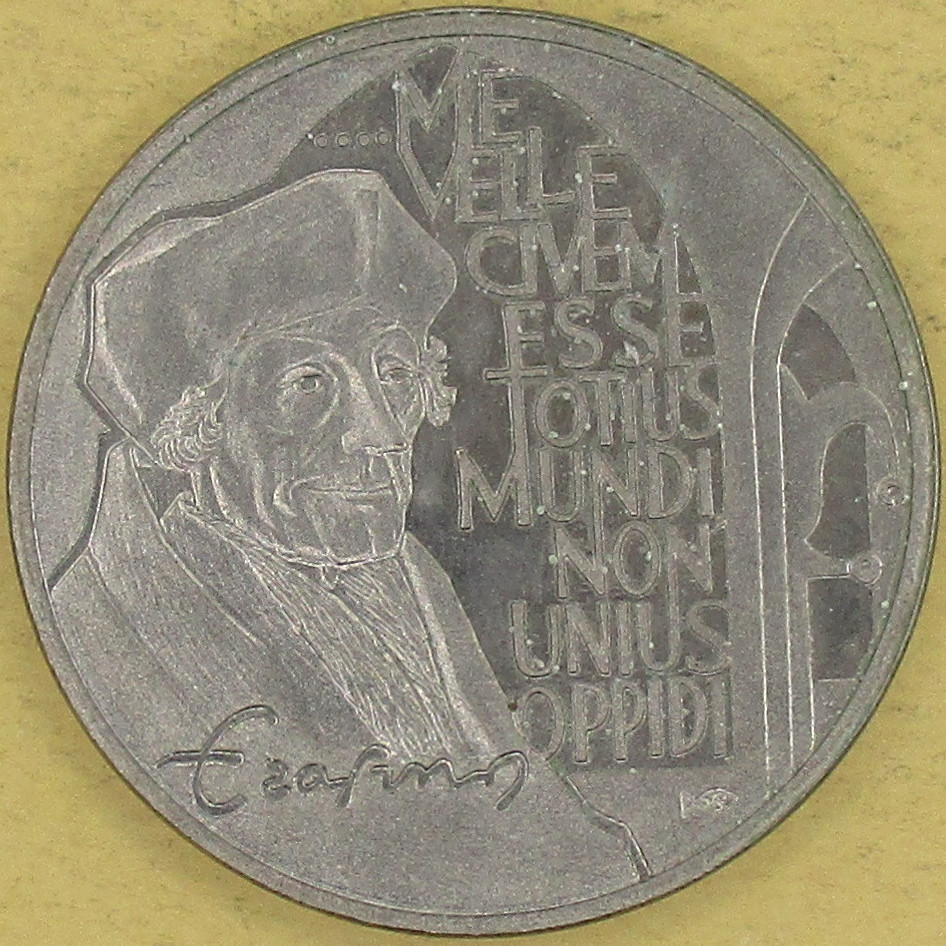 ....ME
VELLE
CIVEM
ESSE
TOTIUS
MUNDI
NON
UNIUS
OPPIDI
Erasmus